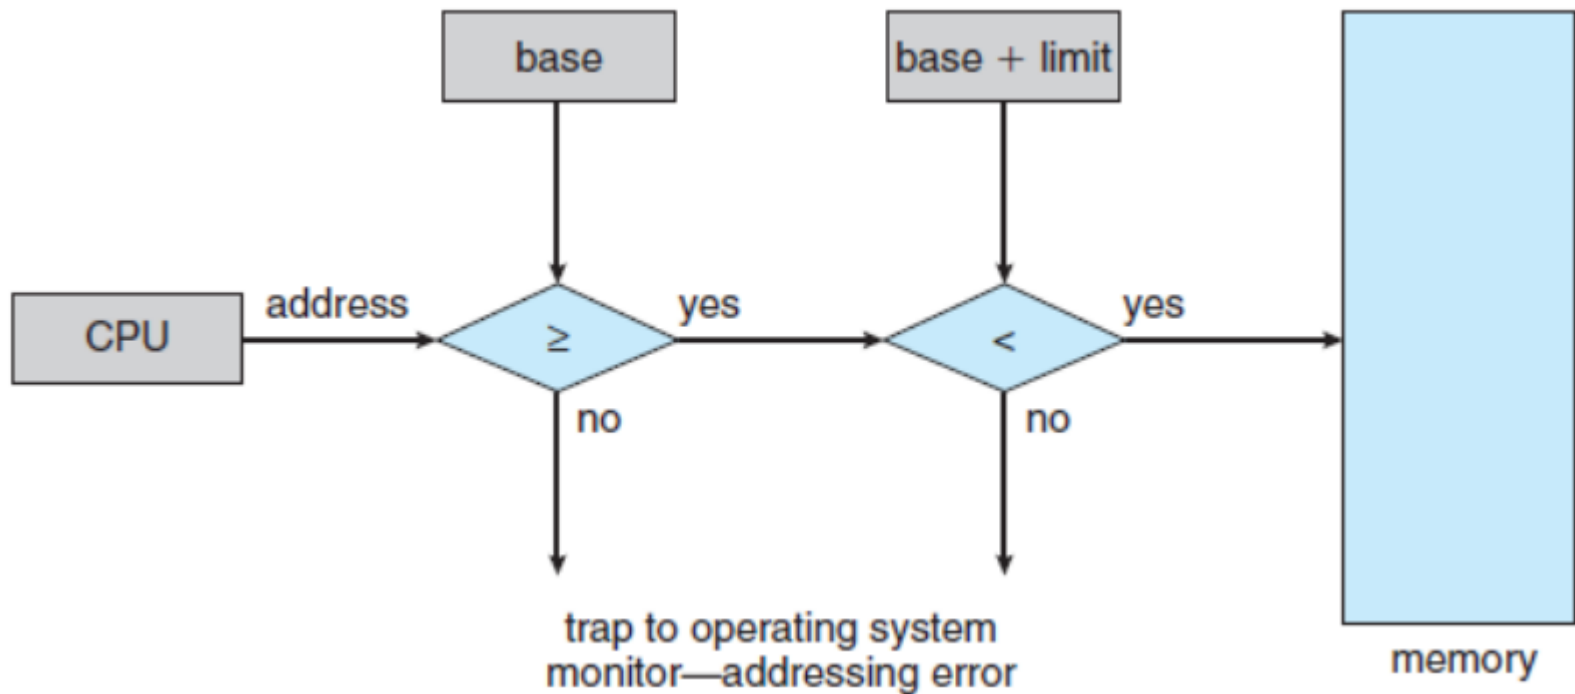 base
base + limit
CPU
address
≥
yes
<
yes
no
no
trap to operating system
monitor—addressing error
memory